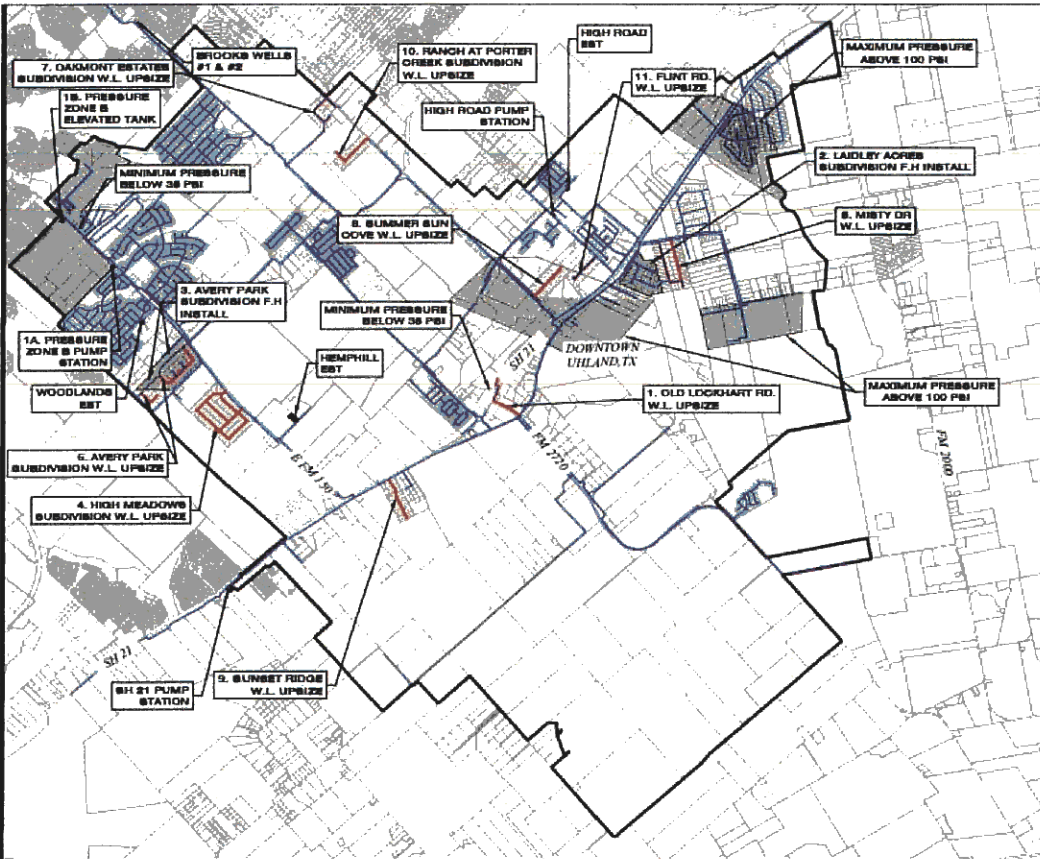 HIGH ROAD
EST
7. OAKMONT ESTATES
SUBDIVISION W.L. UPSIZE
BROOKS WELLS
#1 & #2
10. RANCH AT PORTER
CREEK SUBDIVISION
W.L. UPSIZE
MAXIMUM PRESSURE
ABOVE 100 PSI
11. FLINT RD.
W.L. UPSIZE
1B. PRESSURE
ZONE B
ELEVATED TANK
HIGH ROAD PUMP
STATION
MINIMUM PRESSURE
BELOW 35 PSI
2. LAIDLEY ACRES
SUBDIVISION F.H INSTALL
8. SUMMER SUN
COVE W.L. UPSIZE
MISTY DR
W.L. UPSIZE
3. AVERY PARK
SUBDIVISION F.H
INSTALL
MINIMUM PRESSURE
BELOW 35 PSI
1A. PRESSURE
ZONE B PUMP
STATION
SH 21
DOWNTOWN
UHLAND, TX
HEMPHILL
EST
WOODLANDS
EST
MAXIMUM PRESSURE
ABOVE 100 PSI
1. OLD LOCKHART RD.
W.L. UPSIZE
AVERY PARK
SUBDIVISION W.L. UPSIZE
FM 2720
FM 2000
E FM 150
4. HIGH MEADOWS
SUBDIVISION W.L. UPSIZE
SH 21
9. SUNSET RIDGE
W.L. UPSIZE
SH 21 PUMP
STATION